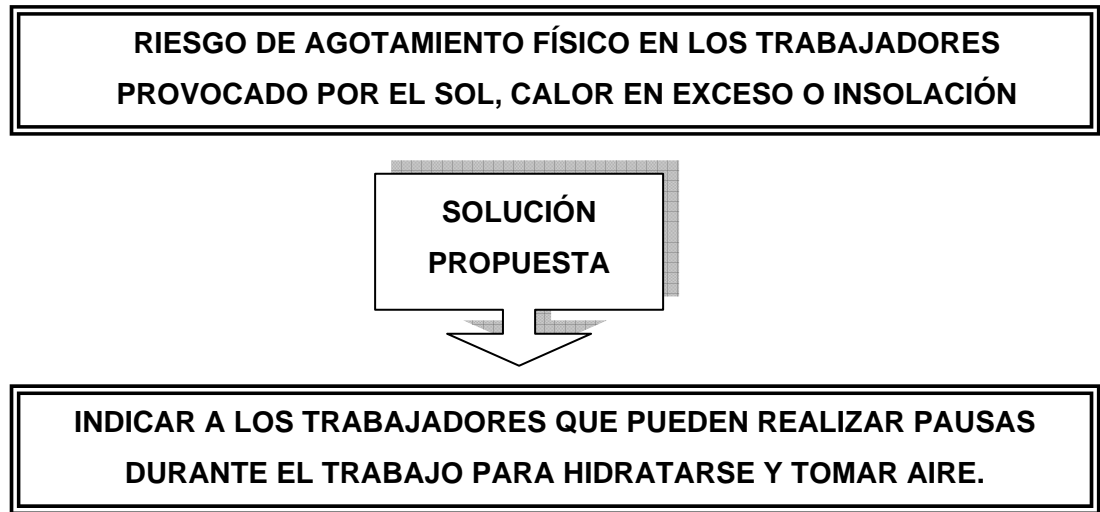 RIESGO DE AGOTAMIENTO FÍSICO EN LOS TRABAJADORES
PROVOCADO POR EL SOL, CALOR EN EXCESO O INSOLACIÓN
SOLUCIÓN
PROPUESTA
INDICAR A LOS TRABAJADORES QUE PUEDEN REALIZAR PAUSAS
DURANTE EL TRABAJO PARA HIDRATARSE Y TOMAR AIRE.